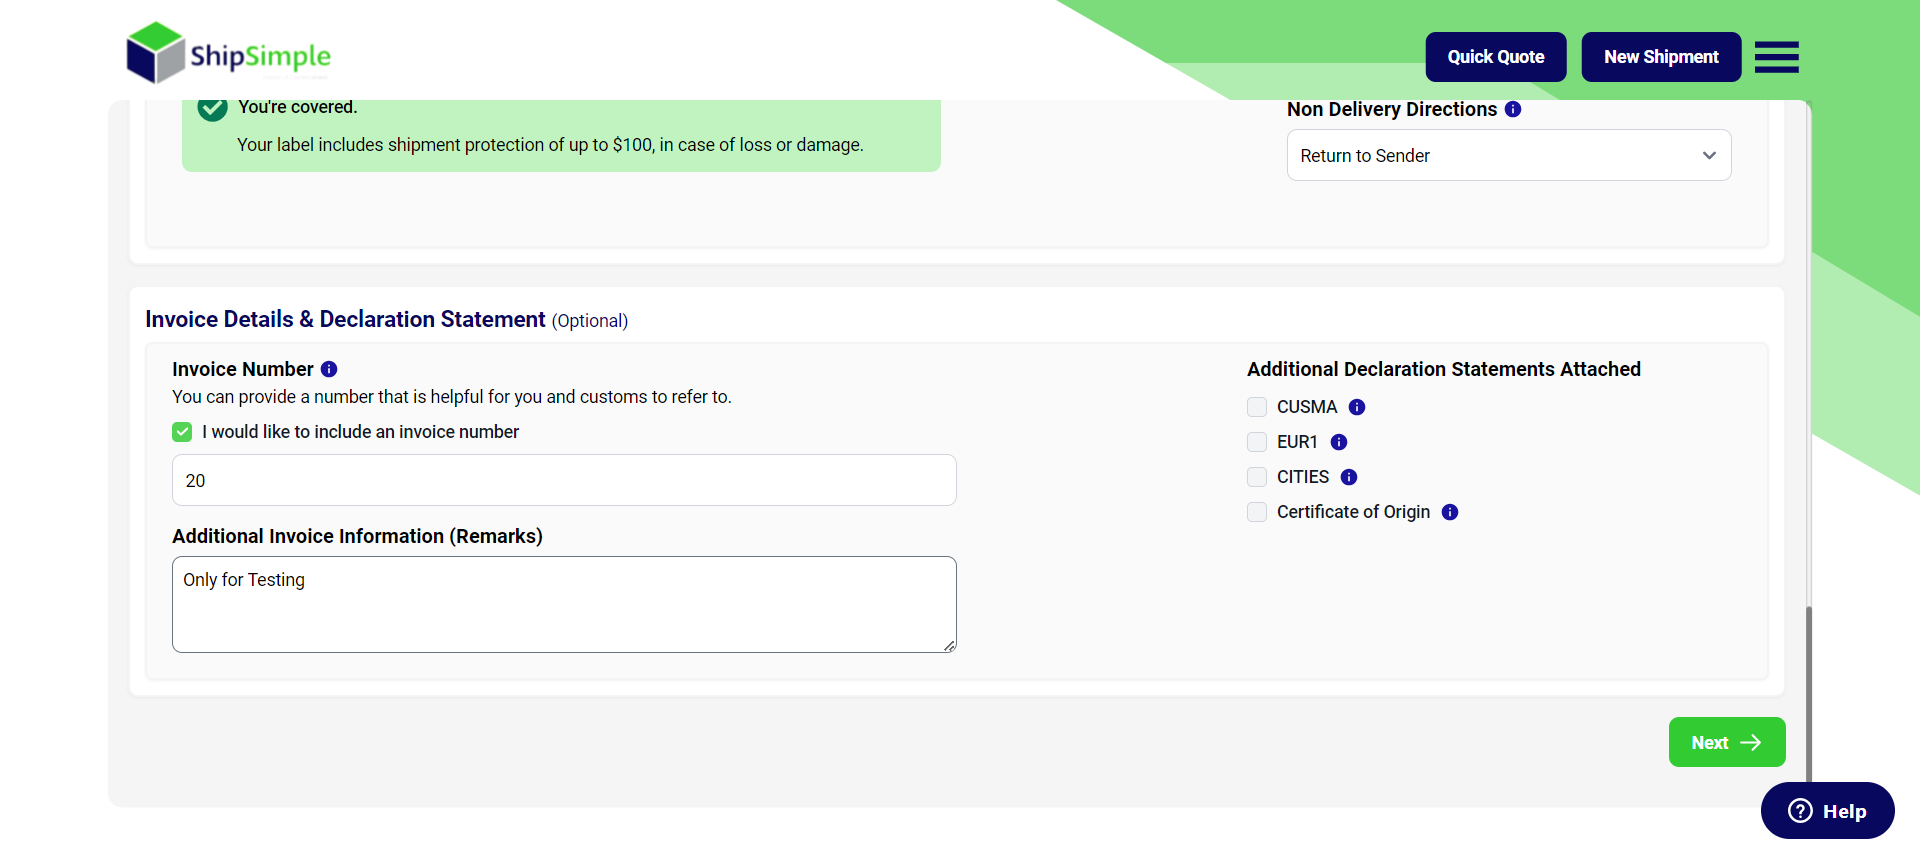 ShipSimple
Quick Quote
New Shipment
You're covered.
Your label includes shipment protection of up to $100, in case of loss or damage.
Non Delivery Directions
Return to Sender
Invoice Details & Declaration Statement (Optional)
Invoice Number
You can provide a number that is helpful for you and customs to refer to.
I would like to include an invoice number
20
Additional Invoice Information (Remarks)
Only for Testing
Additional Declaration Statements Attached
CUSMA
EUR1
CITIES
Certificate of Origin
Next
Help